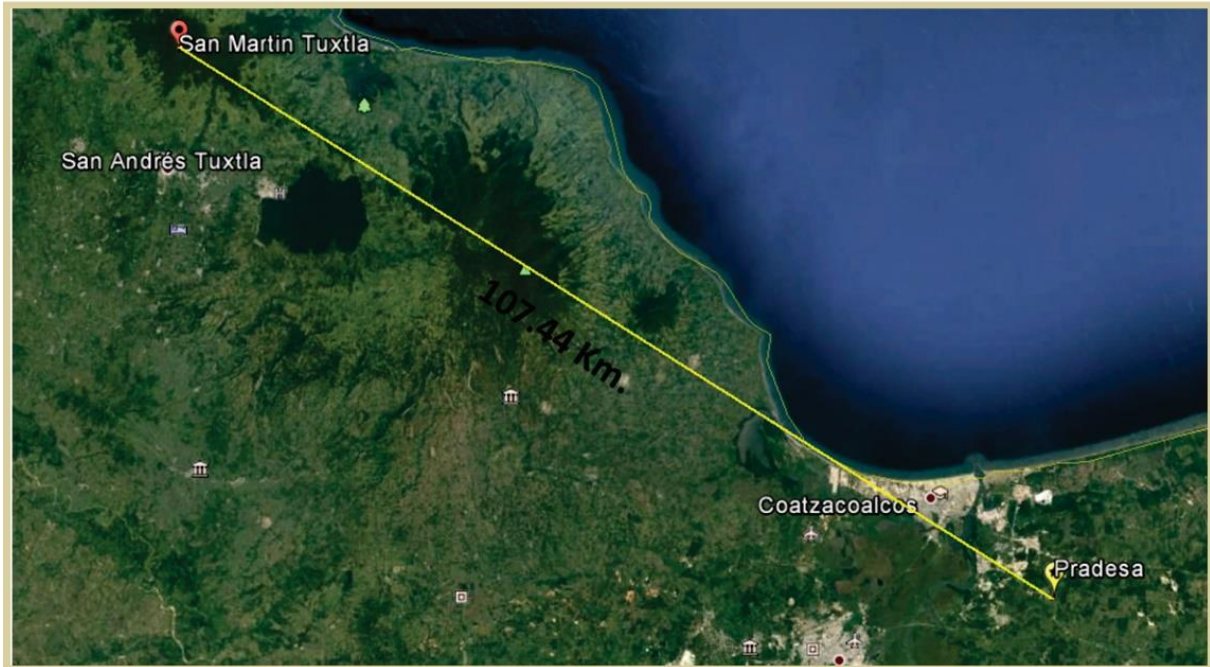 San Martin Tuxtla
San Andrés Tuxtla
107.44 Km.
Coatzacoalcos
Pradesa